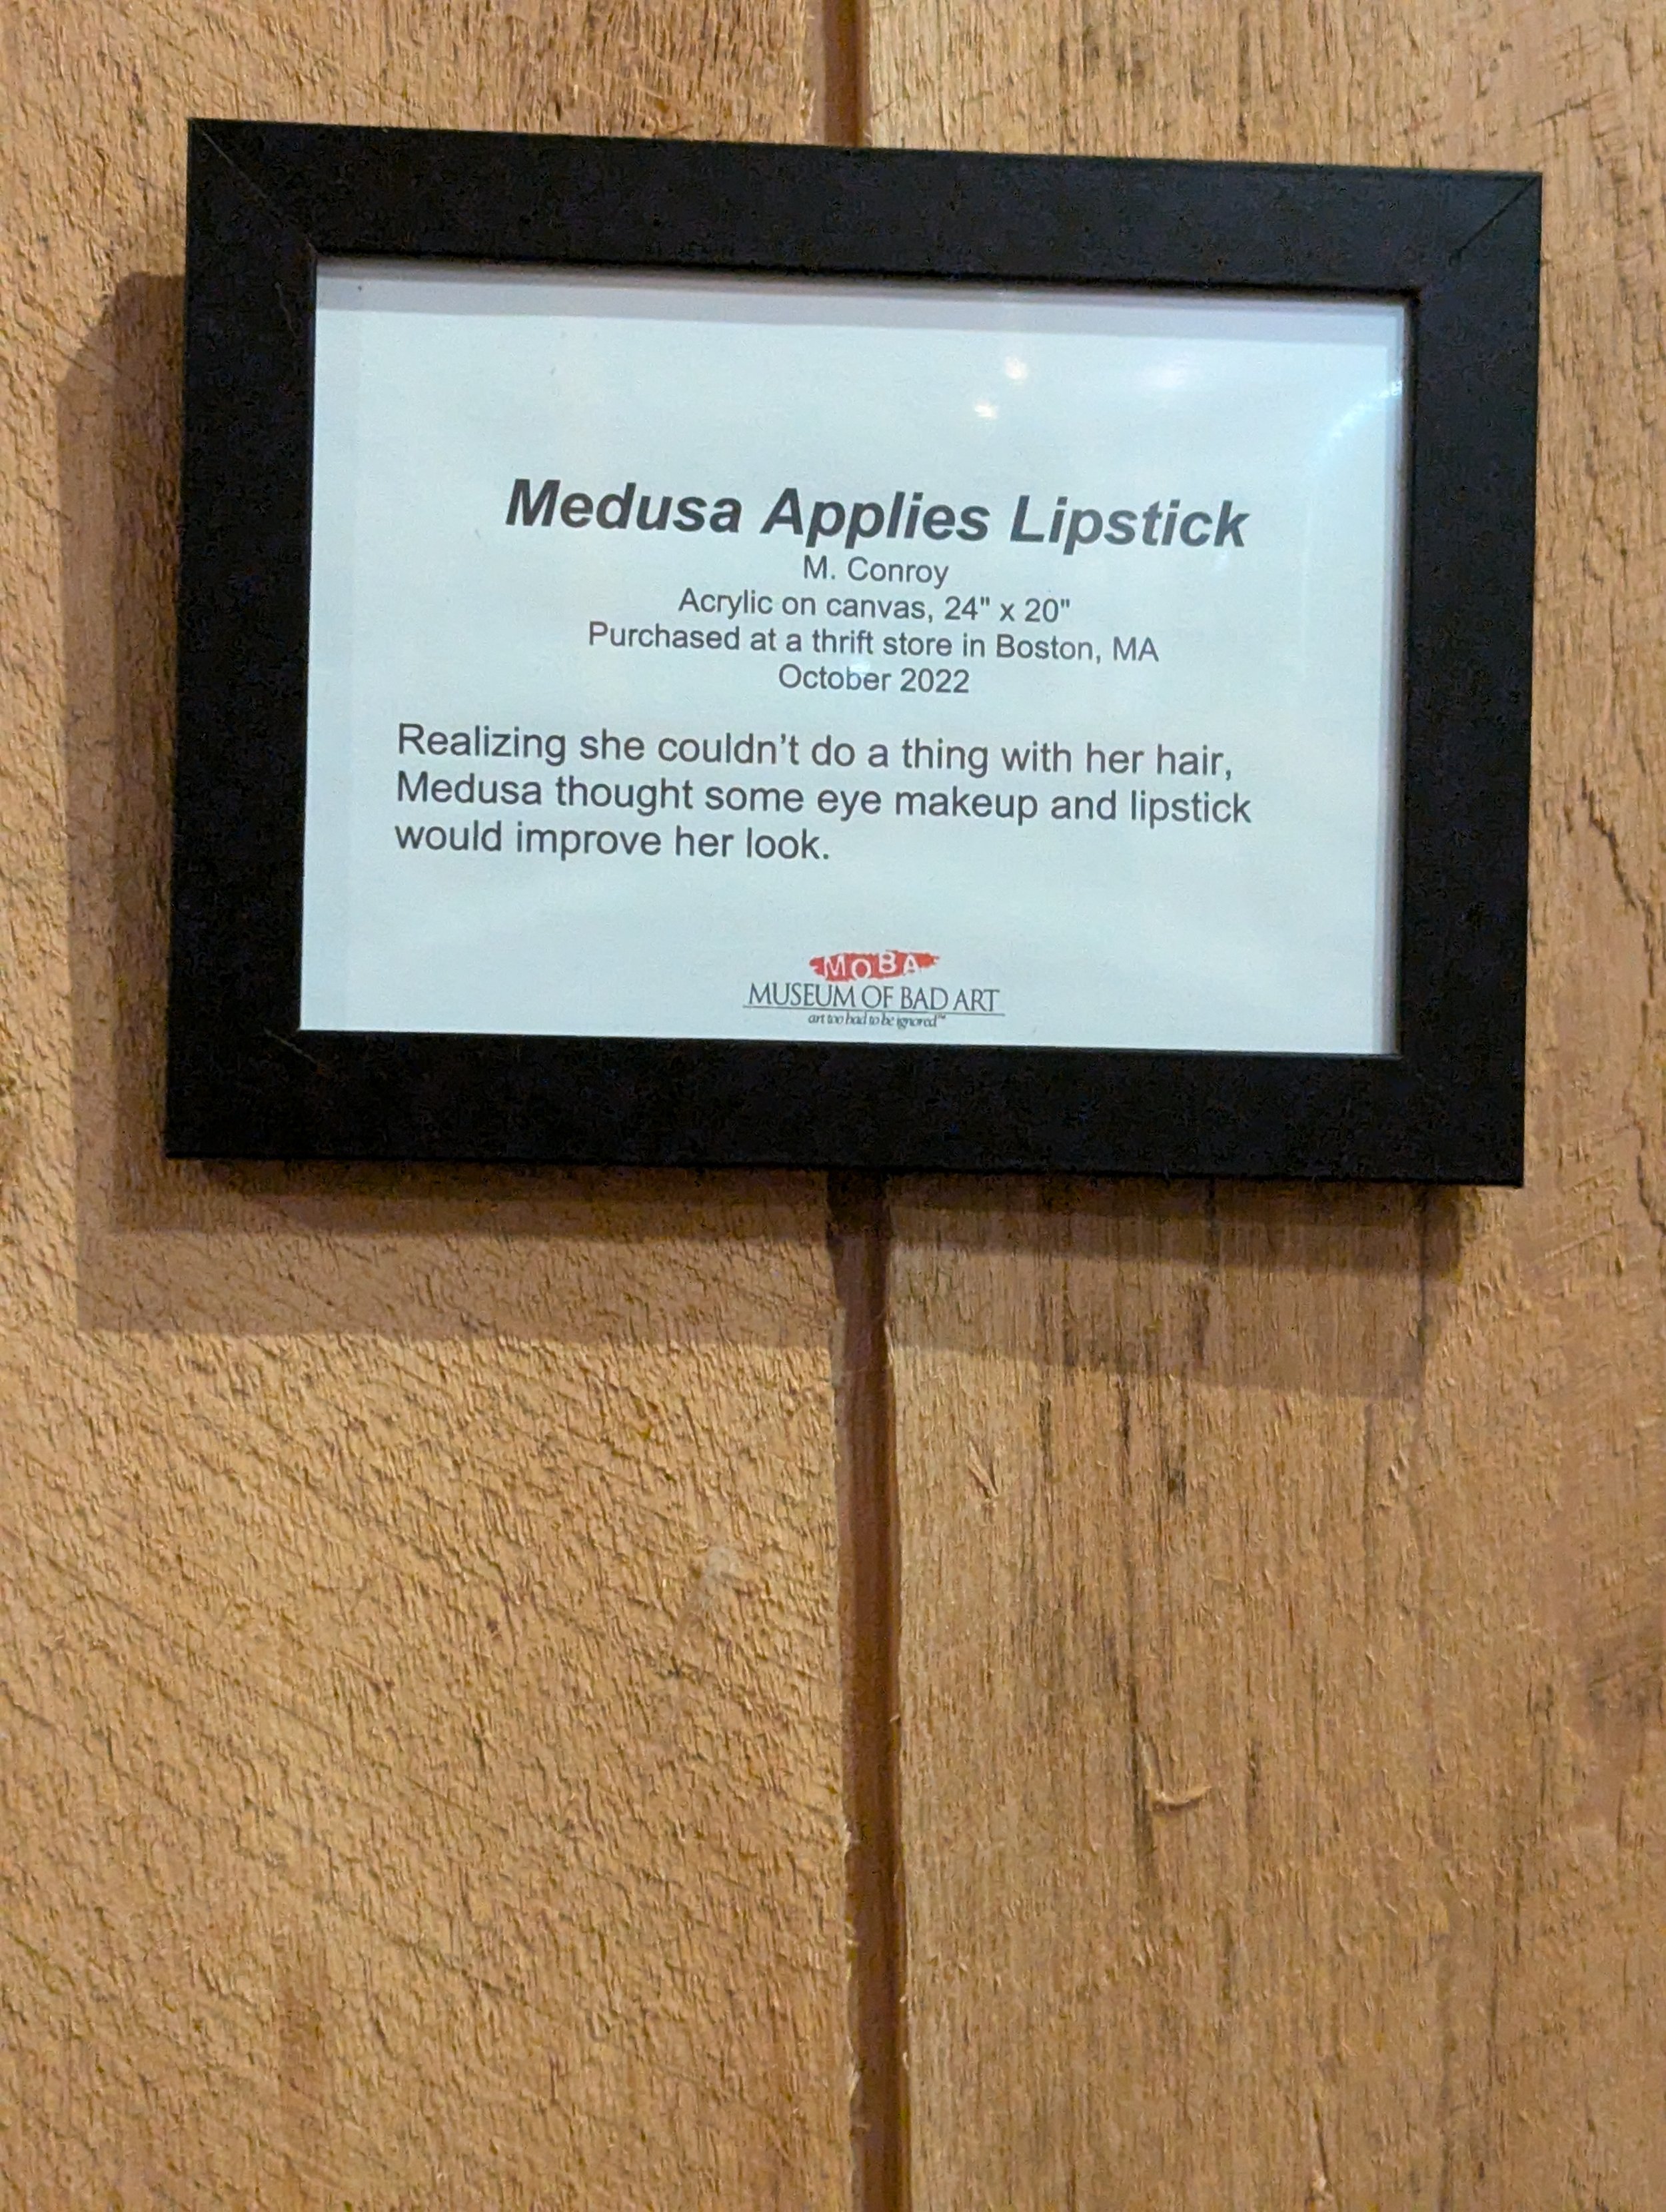 Medusa Applies Lipstick
M. Conroy
Acrylic on canvas, 24" x 20"
Purchased at a thrift store in Boston, MA
October 2022
Realizing she couldn’t do a thing with her hair,
Medusa thought some eye makeup and lipstick
would improve her look.
MOBA
MUSEUM OF BAD ART
art too bad to be ignored™